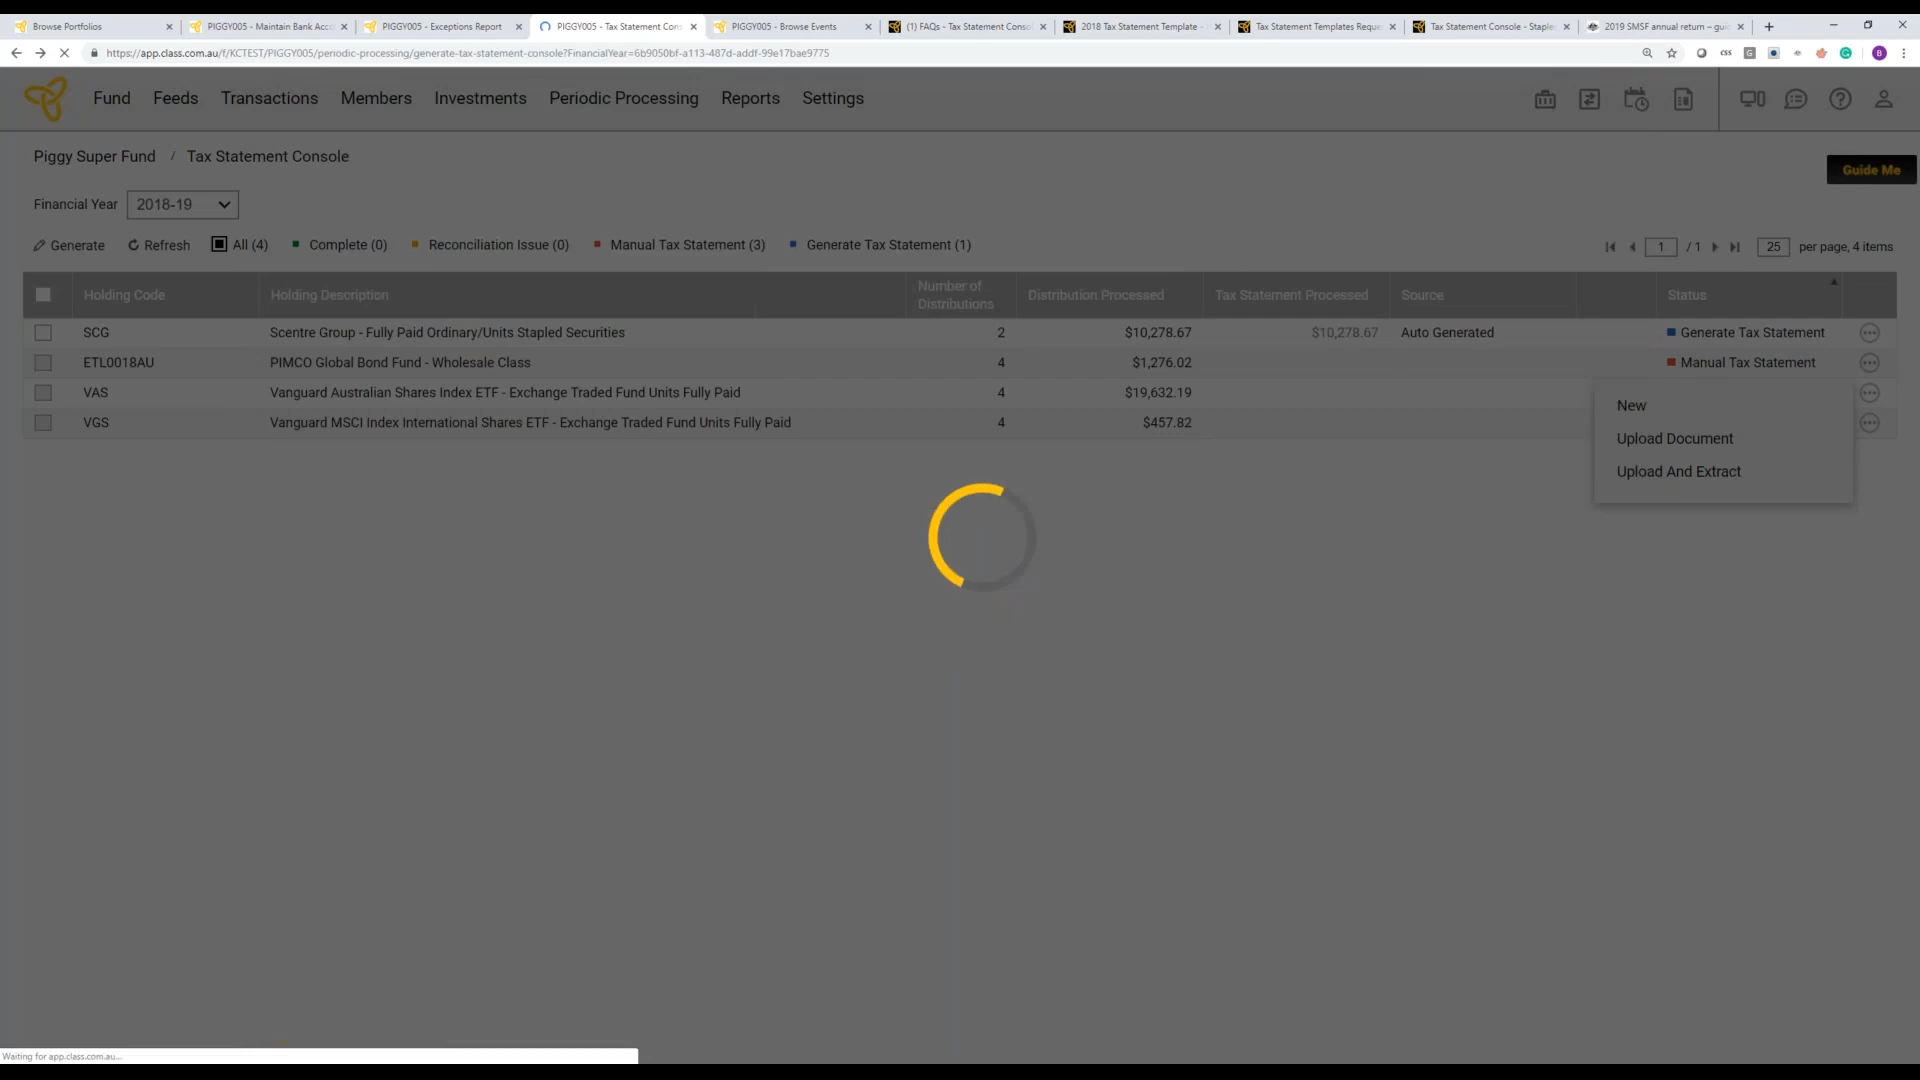 Browse Portfolios
PIGGY005 - Maintain Bank Acco
PIGGY005 - Exceptions Report
PIGGY005 - Tax Statement Cons
PIGGY005 - Browse Events
(1) FAQs - Tax Statement Consol
2018 Tax Statement Template -
Tax Statement Templates Reque
Tax Statement Console - Staple
2019 SMSF annual return – guid
https://app.class.com.au/f/KCTEST/PIGGY005/periodic-processing/generate-tax-statement-console?FinancialYear=6b9050bf-a113-487d-addf-99e17bae9775
CSS
G
B
Fund
Feeds
Transactions
Members
Investments
Periodic Processing
Reports
Settings
Piggy Super Fund / Tax Statement Console
Guide Me
Financial Year 2018-19
Generate Refresh All (4) Complete (0) Reconciliation Issue (0) Manual Tax Statement (3) Generate Tax Statement (1)
1 / 1 25 per page, 4 items
Holding Code Holding Description Number of Distributions Distribution Processed Tax Statement Processed Source Status
SCG Scentre Group - Fully Paid Ordinary/Units Stapled Securities 2 $10,278.67 $10,278.67 Auto Generated Generate Tax Statement
ETL0018AU PIMCO Global Bond Fund - Wholesale Class 4 $1,276.02 Manual Tax Statement
VAS Vanguard Australian Shares Index ETF - Exchange Traded Fund Units Fully Paid 4 $19,632.19
VGS Vanguard MSCI Index International Shares ETF - Exchange Traded Fund Units Fully Paid 4 $457.82
New
Upload Document
Upload And Extract
Waiting for app.class.com.au...